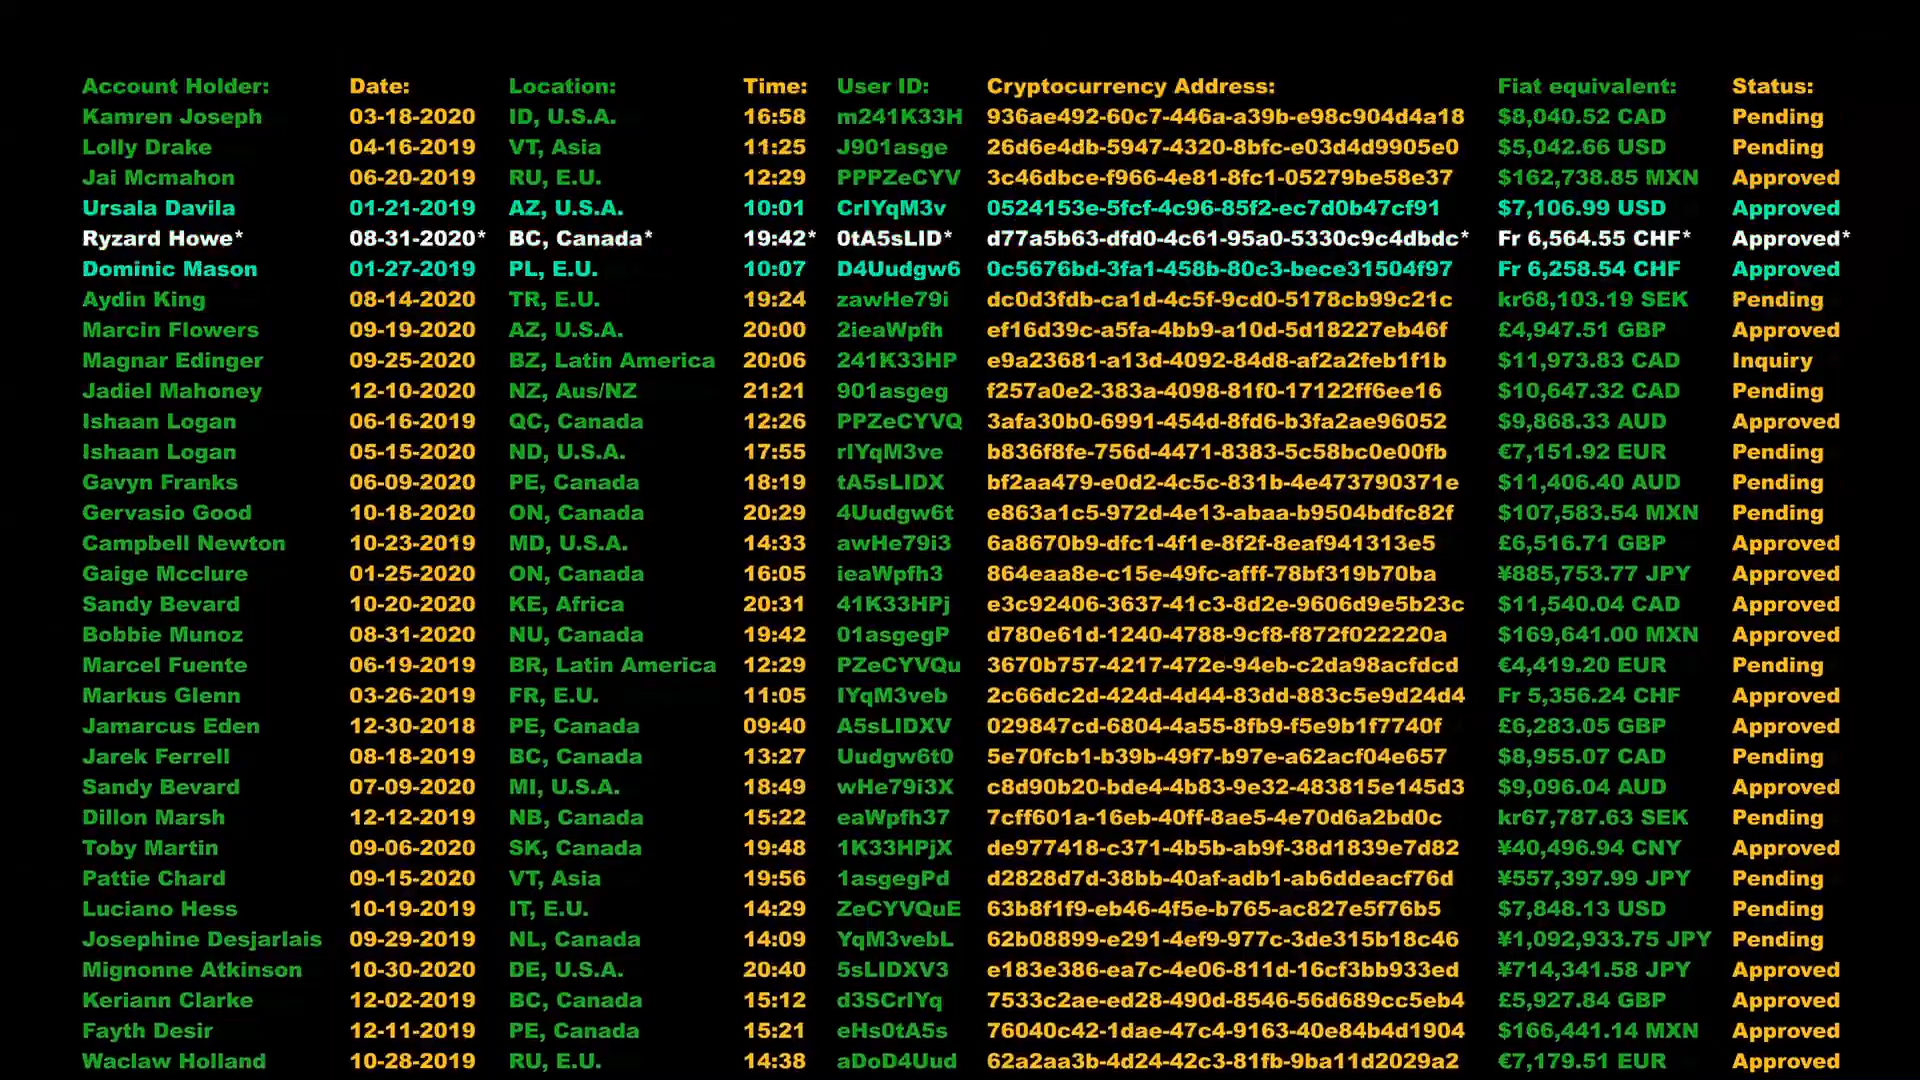 Account Holder: Date: Location: Time: User ID: Cryptocurrency Address: Fiat equivalent: Status:
Kamren Joseph 03-18-2020 ID, U.S.A. 16:58 m241K33H 936ae492-60c7-446a-a39b-e98c904d4a18 $8,040.52 CAD Pending
Lolly Drake 04-16-2019 VT, Asia 11:25 J901asge 26d6e4db-5947-4320-8bfc-e03d4d9905e0 $5,042.66 USD Pending
Jai Mcmahon 06-20-2019 RU, E.U. 12:29 PPPZeCYV 3c46dbce-f966-4e81-8fc1-05279be58e37 $162,738.85 MXN Approved
Ursala Davila 01-21-2019 AZ, U.S.A. 10:01 CrIYqM3v 0524153e-5fcf-4c96-85f2-ec7d0b47cf91 $7,106.99 USD Approved
Ryzard Howe* 08-31-2020* BC, Canada* 19:42* 0tA5sLID* d77a5b63-dfd0-4c61-95a0-5330c9c4dbdc* Fr 6,564.55 CHF* Approved*
Dominic Mason 01-27-2019 PL, E.U. 10:07 D4Uudgw6 0c5676bd-3fa1-458b-80c3-bece31504f97 Fr 6,258.54 CHF Approved
Aydin King 08-14-2020 TR, E.U. 19:24 zawHe79i dc0d3fdb-ca1d-4c5f-9cd0-5178cb99c21c kr68,103.19 SEK Pending
Marcin Flowers 09-19-2020 AZ, U.S.A. 20:00 2ieaWpfh ef16d39c-a5fa-4bb9-a10d-5d18227eb46f £4,947.51 GBP Approved
Magnar Edinger 09-25-2020 BZ, Latin America 20:06 241K33HP e9a23681-a13d-4092-84d8-af2a2feb1f1b $11,973.83 CAD Inquiry
Jadiel Mahoney 12-10-2020 NZ, Aus/NZ 21:21 901asgeg f257a0e2-383a-4098-81f0-17122ff6ee16 $10,647.32 CAD Pending
Ishaan Logan 06-16-2019 QC, Canada 12:26 PPZeCYVQ 3afa30b0-6991-454d-8fd6-b3fa2ae96052 $9,868.33 AUD Approved
Ishaan Logan 05-15-2020 ND, U.S.A. 17:55 rIYqM3ve b836f8fe-756d-4471-8383-5c58bc0e00fb €7,151.92 EUR Pending
Gavyn Franks 06-09-2020 PE, Canada 18:19 tA5sLIDX bf2aa479-e0d2-4c5c-831b-4e473790371e $11,406.40 AUD Pending
Gervasio Good 10-18-2020 ON, Canada 20:29 4Uudgw6t e863a1c5-972d-4e13-abaa-b9504bdfc82f $107,583.54 MXN Pending
Campbell Newton 10-23-2019 MD, U.S.A. 14:33 awHe79i3 6a8670b9-dfc1-4f1e-8f2f-8eaf941313e5 £6,516.71 GBP Approved
Gaige Mcclure 01-25-2020 ON, Canada 16:05 ieaWpfh3 864eaa8e-c15e-49fc-afff-78bf319b70ba ¥885,753.77 JPY Approved
Sandy Bevard 10-20-2020 KE, Africa 20:31 41K33HPj e3c92406-3637-41c3-8d2e-9606d9e5b23c $11,540.04 CAD Approved
Bobbie Munoz 08-31-2020 NU, Canada 19:42 01asgegP d780e61d-1240-4788-9cf8-f872f022220a $169,641.00 MXN Approved
Marcel Fuente 06-19-2019 BR, Latin America 12:29 PZeCYVQu 3670b757-4217-472e-94eb-c2da98acfdcd €4,419.20 EUR Pending
Markus Glenn 03-26-2019 FR, E.U. 11:05 IYqM3veb 2c66dc2d-424d-4d44-83dd-883c5e9d24d4 Fr 5,356.24 CHF Approved
Jamarcus Eden 12-30-2018 PE, Canada 09:40 A5sLIDXV 029847cd-6804-4a55-8fb9-f5e9b1f7740f £6,283.05 GBP Approved
Jarek Ferrell 08-18-2019 BC, Canada 13:27 Uudgw6t0 5e70fcb1-b39b-49f7-b97e-a62acf04e657 $8,955.07 CAD Pending
Sandy Bevard 07-09-2020 MI, U.S.A. 18:49 wHe79i3X c8d90b20-bde4-4b83-9e32-483815e145d3 $9,096.04 AUD Approved
Dillon Marsh 12-12-2019 NB, Canada 15:22 eaWpfh37 7cff601a-16eb-40ff-8ae5-4e70d6a2bd0c kr67,787.63 SEK Pending
Toby Martin 09-06-2020 SK, Canada 19:48 1K33HPjX de977418-c371-4b5b-ab9f-38d1839e7d82 ¥40,496.94 CNY Approved
Pattie Chard 09-15-2020 VT, Asia 19:56 1asgegPd d2828d7d-38bb-40af-adb1-ab6ddeacf76d ¥557,397.99 JPY Pending
Luciano Hess 10-19-2019 IT, E.U. 14:29 ZeCYVQuE 63b8f1f9-eb46-4f5e-b765-ac827e5f76b5 $7,848.13 USD Pending
Josephine Desjarlais 09-29-2019 NL, Canada 14:09 YqM3vebL 62b08899-e291-4ef9-977c-3de315b18c46 ¥1,092,933.75 JPY Pending
Mignonne Atkinson 10-30-2020 DE, U.S.A. 20:40 5sLIDXV3 e183e386-ea7c-4e06-811d-16cf3bb933ed ¥714,341.58 JPY Approved
Keriann Clarke 12-02-2019 BC, Canada 15:12 d3SCrIYq 7533c2ae-ed28-490d-8546-56d689cc5eb4 £5,927.84 GBP Approved
Fayth Desir 12-11-2019 PE, Canada 15:21 eHs0tA5s 76040c42-1dae-47c4-9163-40e84b4d1904 $166,441.14 MXN Approved
Waclaw Holland 10-28-2019 RU, E.U. 14:38 aDoD4Uud 62a2aa3b-4d24-42c3-81fb-9ba11d2029a2 €7,179.51 EUR Approved